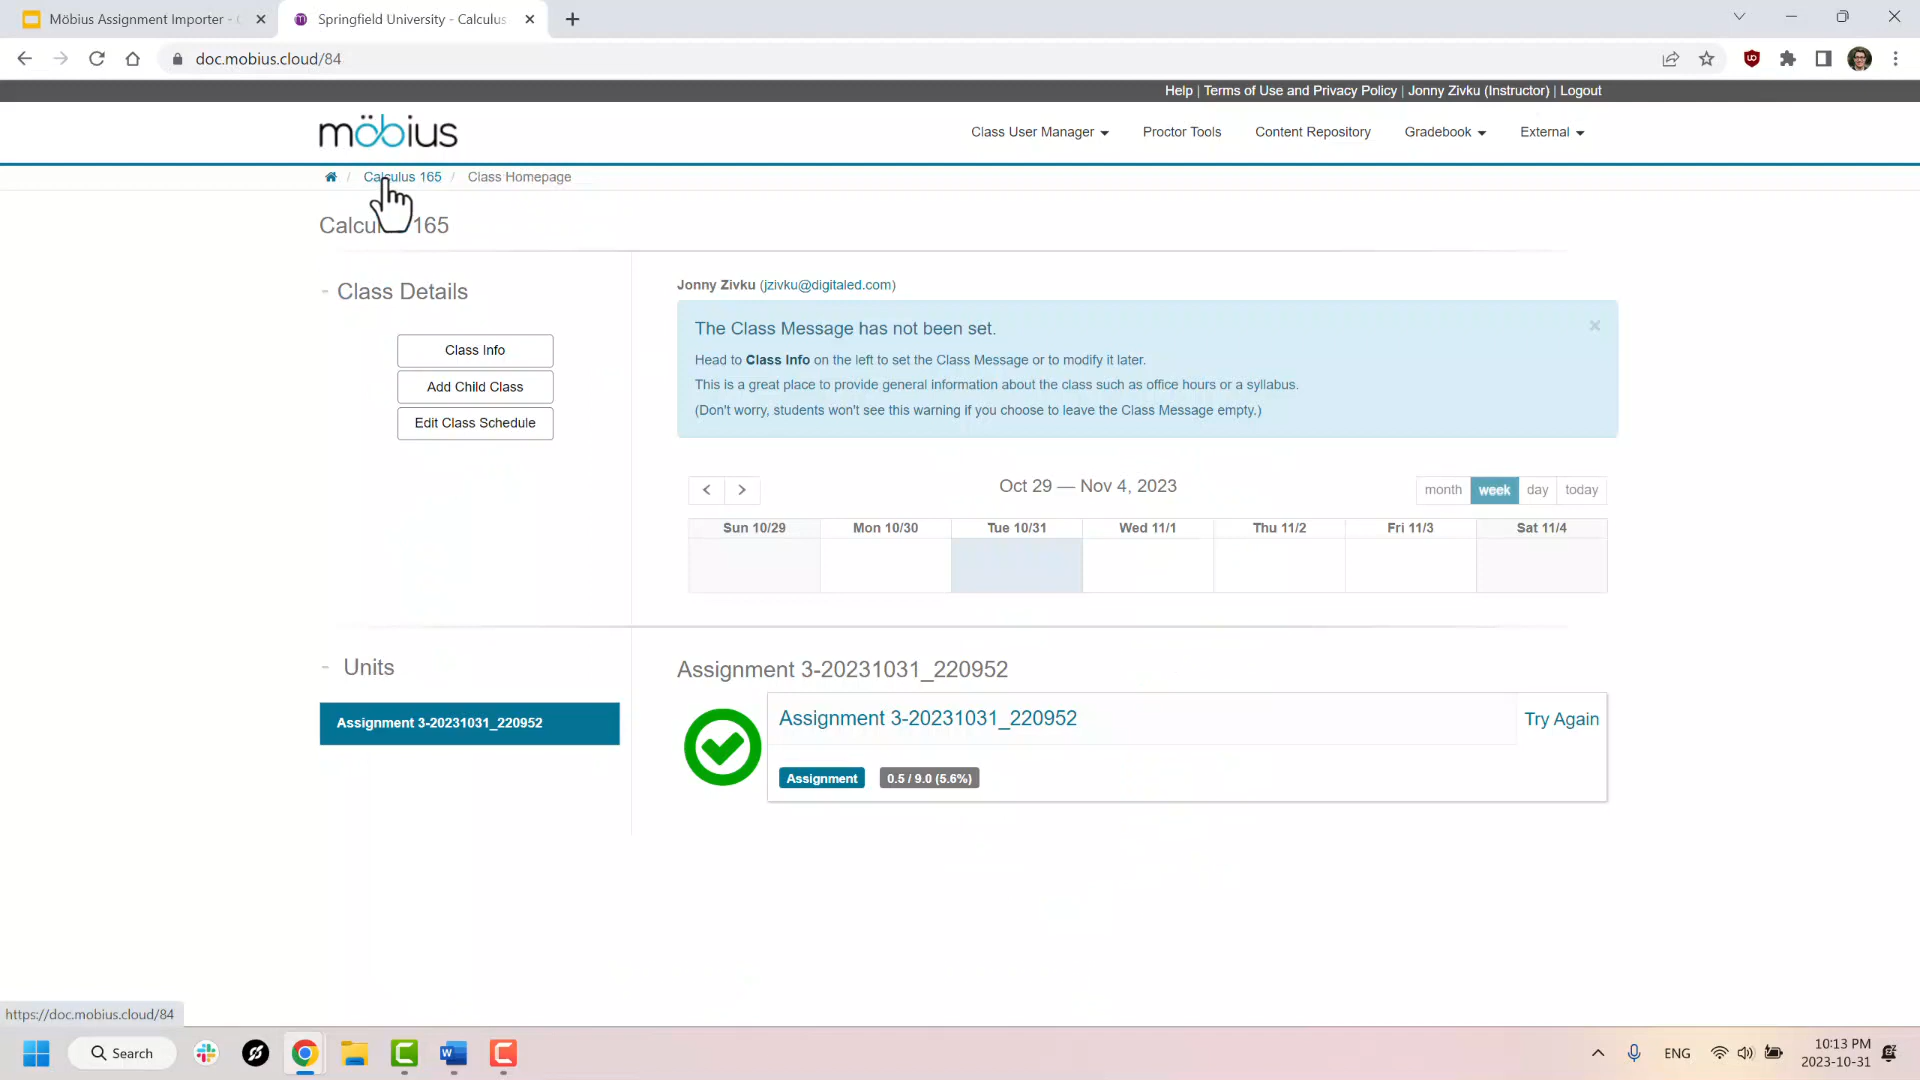 Möbius Assignment Importer -
Springfield University - Calculus
doc.mobius.cloud/84
Help | Terms of Use and Privacy Policy | Jonny Zivku (Instructor) | Logout
möbius
Class User Manager
Proctor Tools
Content Repository
Gradebook
External
/ Calculus 165 / Class Homepage
165
- Class Details
Class Info
Add Child Class
Edit Class Schedule
Jonny Zivku (jzivku@digitaled.com)
The Class Message has not been set.
Head to Class Info on the left to set the Class Message or to modify it later.
This is a great place to provide general information about the class such as office hours or a syllabus.
(Don't worry, students won't see this warning if you choose to leave the Class Message empty.)
Oct 29 — Nov 4, 2023
month week day today
Sun 10/29 Mon 10/30 Tue 10/31 Wed 11/1 Thu 11/2 Fri 11/3 Sat 11/4
- Units
Assignment 3-20231031_220952
Assignment 3-20231031_220952
Assignment 3-20231031_220952
Try Again
Assignment
0.5 / 9.0 (5.6%)
https://doc.mobius.cloud/84
Search
ENG
10:13 PM
2023-10-31